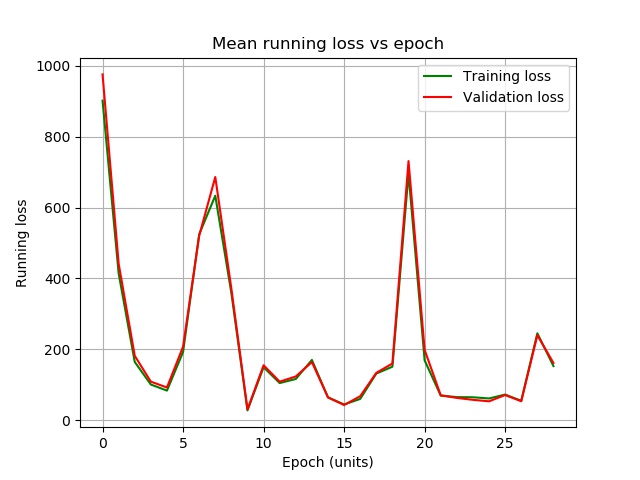 Mean running loss vs epoch
1000
800
600
400
200
0
Running loss
Training loss
Validation loss
0 5 10 15 20 25
Epoch (units)